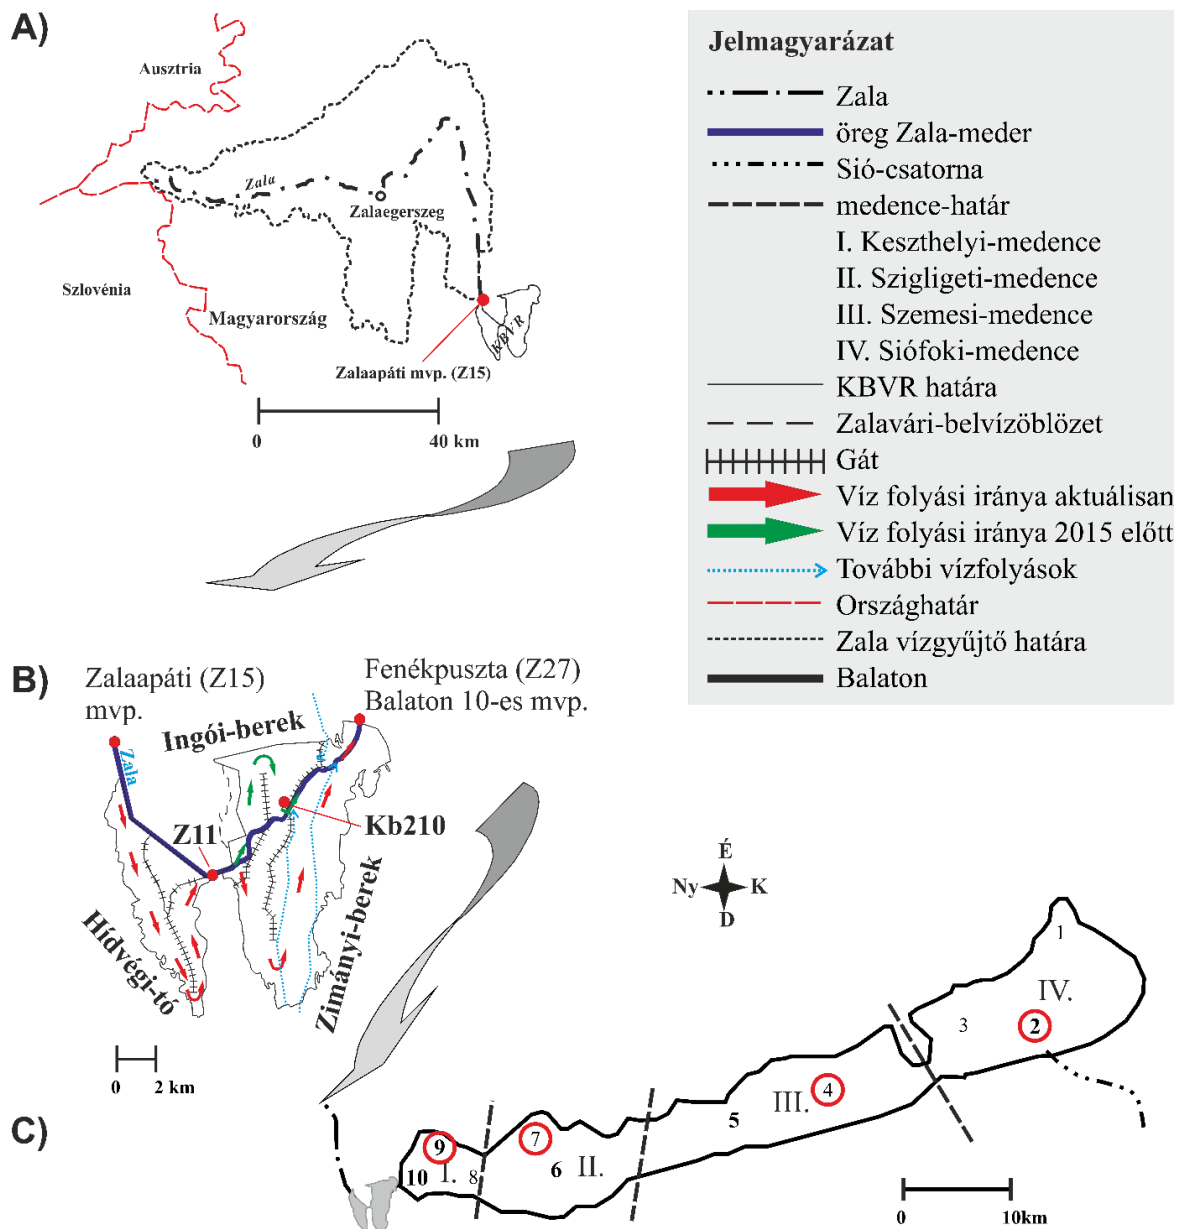 A)
Ausztria
Zala
Zalaegerszeg
Szlovénia
Magyarország
KBVR
Zalaapáti mvp. (Z15)
0 40 km
Jelmagyarázat
Zala
öreg Zala-meder
Sió-csatorna
medence-határ
I. Keszthelyi-medence
II. Szigligeti-medence
III. Szemesi-medence
IV. Siófoki-medence
KBVR határa
Zalavári-belvízöblözet
Gát
Víz folyási iránya aktuálisan
Víz folyási iránya 2015 előtt
További vízfolyások
Országhatár
Zala vízgyűjtő határa
Balaton
B)
Zalaapáti (Z15)
mvp.
Fenékpuszta (Z27)
Balaton 10-es mvp.
Ingói-berek
Zala
Z11
Kb210
Hídvégi-tó
Zimányi-berek
0 2 km
É
Ny K
D
C)
1
IV.
3
2
III.
4
5
7
6
II.
9
10
I.
8
0 10km